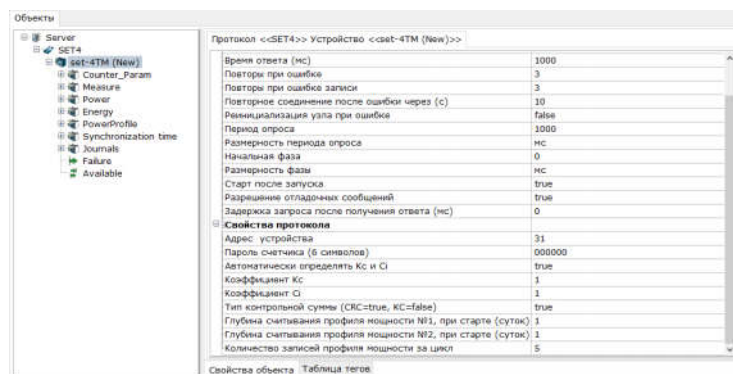 Объекты
Server
SET4
set-4TM (New)
Counter_Param
Measure
Power
Energy
PowerProfile
Synchronization time
Journals
Failure
Available
Протокол <<SET4>> Устройство <<set-4TM (New)>>
Время ответа (мс) 1000
Повторы при ошибке 3
Повторы при ошибке записи 3
Повторное соединение после ошибки через (с) 10
Реинициализация узла при ошибке false
Период опроса 1000
Размерность периода опроса мс
Начальная фаза 0
Размерность фазы мс
Старт после запуска true
Разрешение отладочных сообщений true
Задержка запроса после получения ответа (мс) 0
Свойства протокола
Адрес устройства 31
Пароль счетчика (6 символов) 000000
Автоматически определять Кс и Ci true
Коэффициент Кс 1
Коэффициент Ci 1
Тип контрольной суммы (CRC=true, КС=false) true
Глубина считывания профиля мощности №1, при старте (суток) 1
Глубина считывания профиля мощности №2, при старте (суток) 1
Количество записей профиля мощности за цикл 5
Свойства объекта Таблица тегов